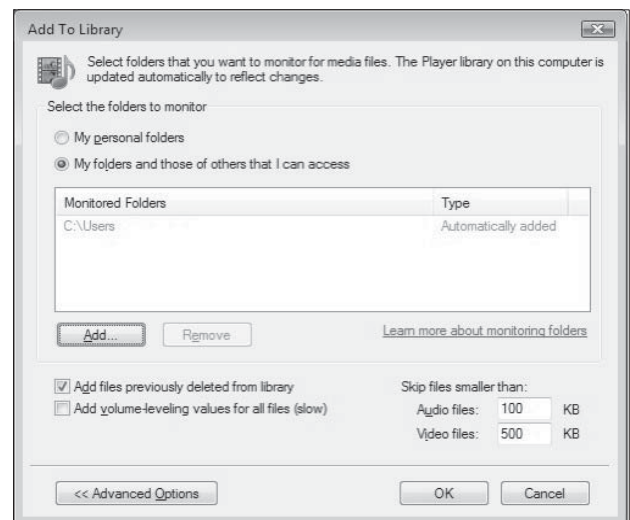 Add To Library
Select folders that you want to monitor for media files. The Player library on this computer is
updated automatically to reflect changes.
Select the folders to monitor
My personal folders
My folders and those of others that I can access
Monitored Folders Type
C:\Users Automatically added
Add... Remove Learn more about monitoring folders
Add files previously deleted from library
Add volume-leveling values for all files (slow)
Skip files smaller than:
Audio files: 100 KB
Video files: 500 KB
<< Advanced Options OK Cancel